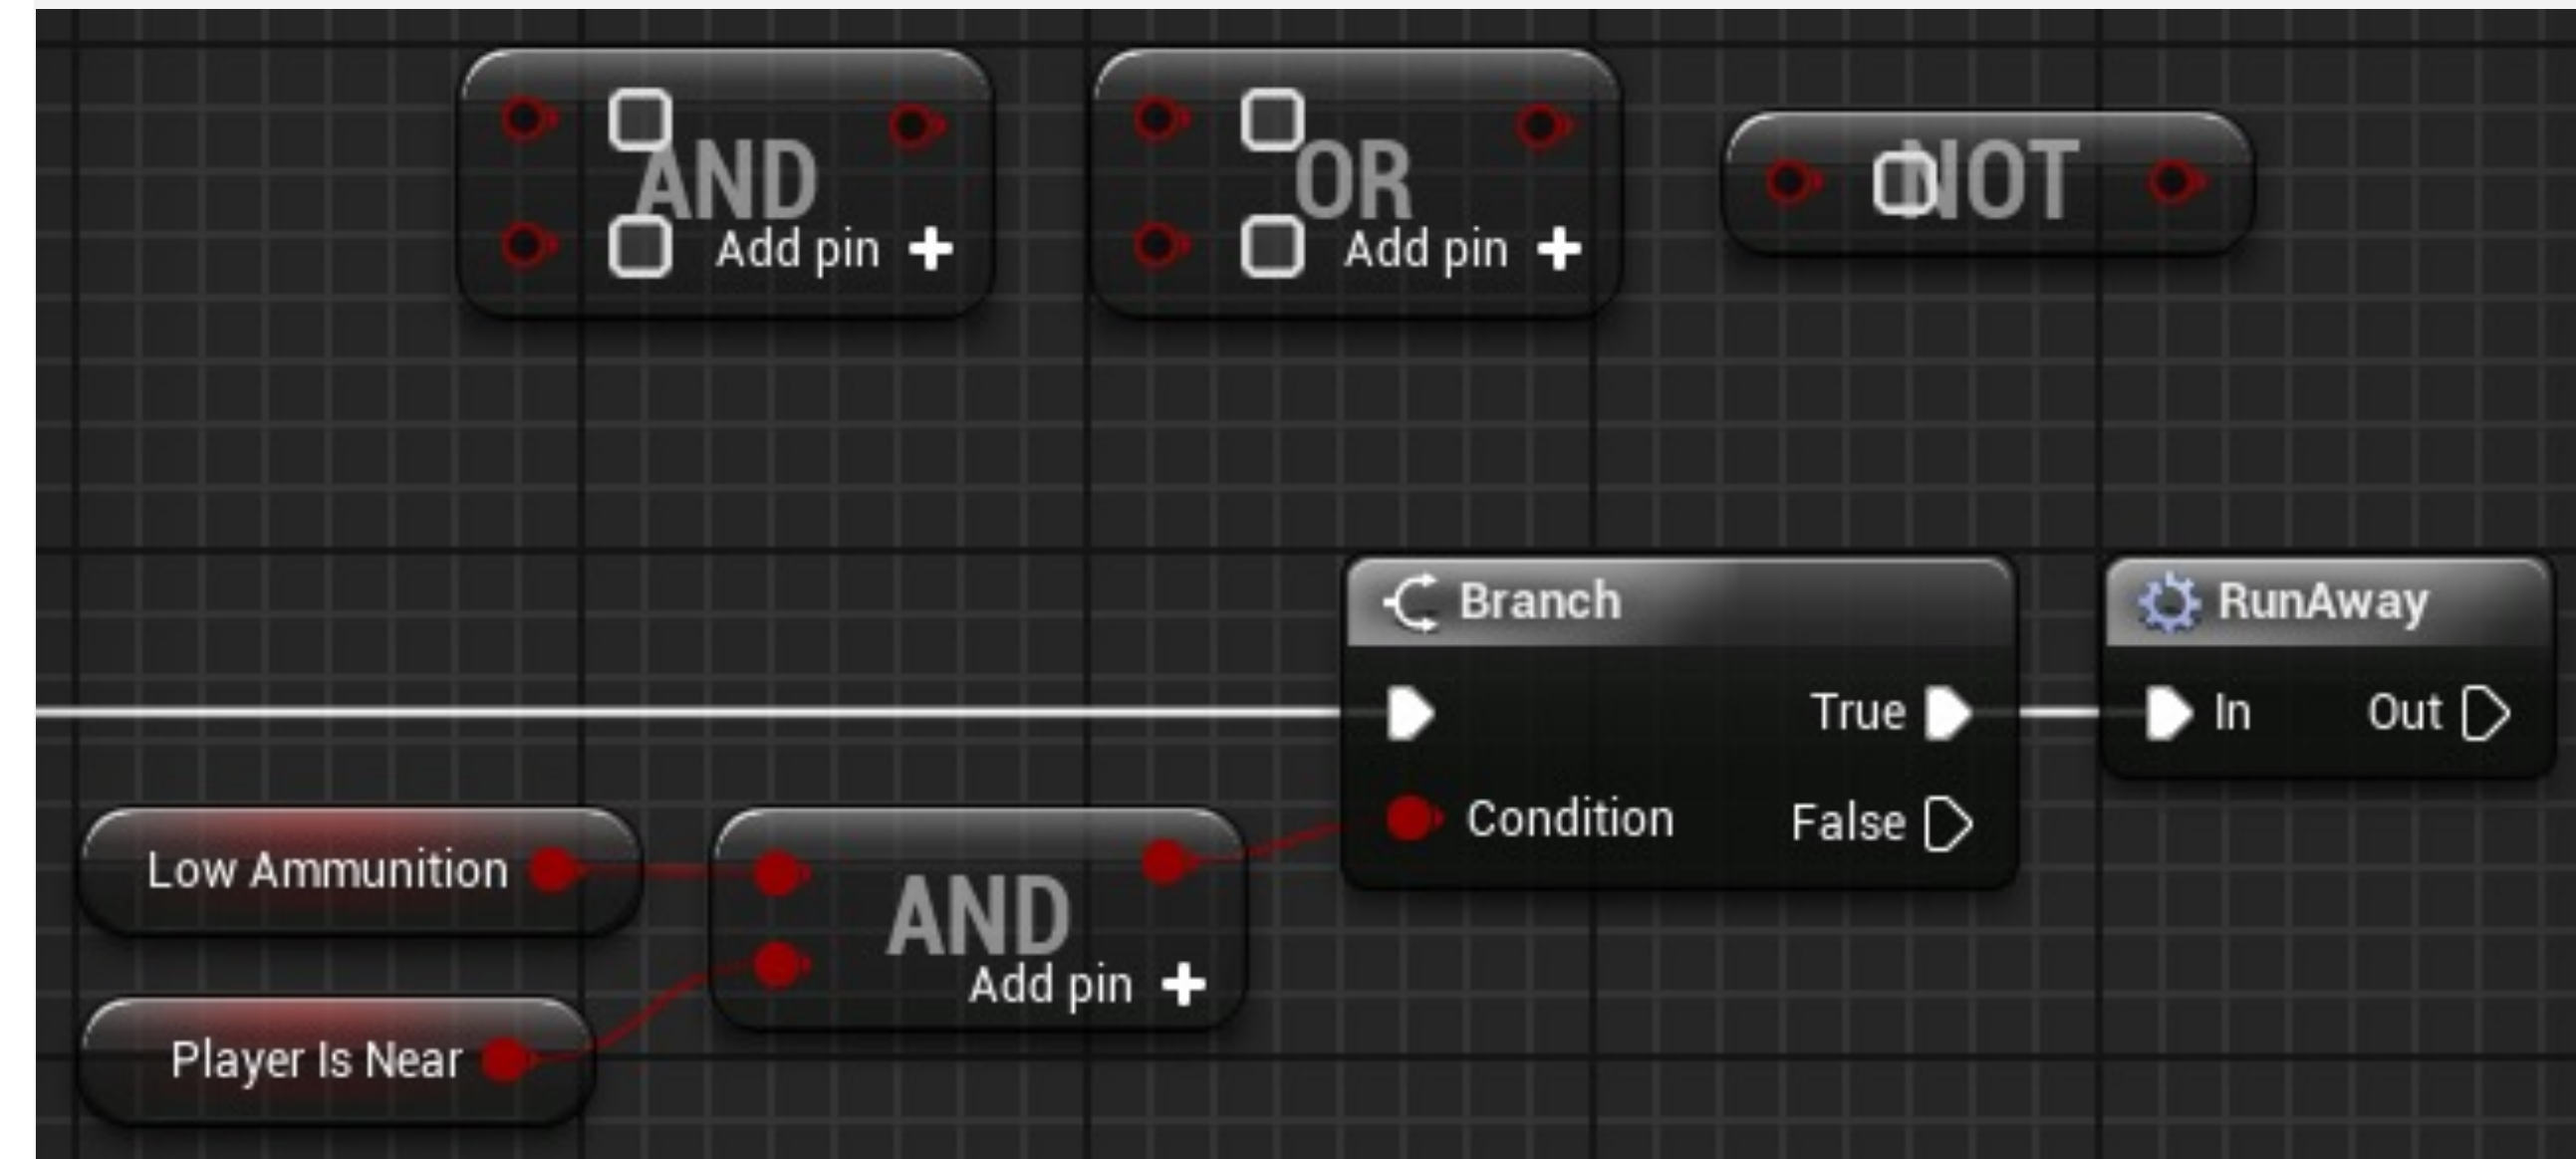 AND
Add pin
OR
Add pin
NOT
Branch
True
Condition
False
RunAway
In Out
Low Ammunition
AND
Add pin
Player Is Near